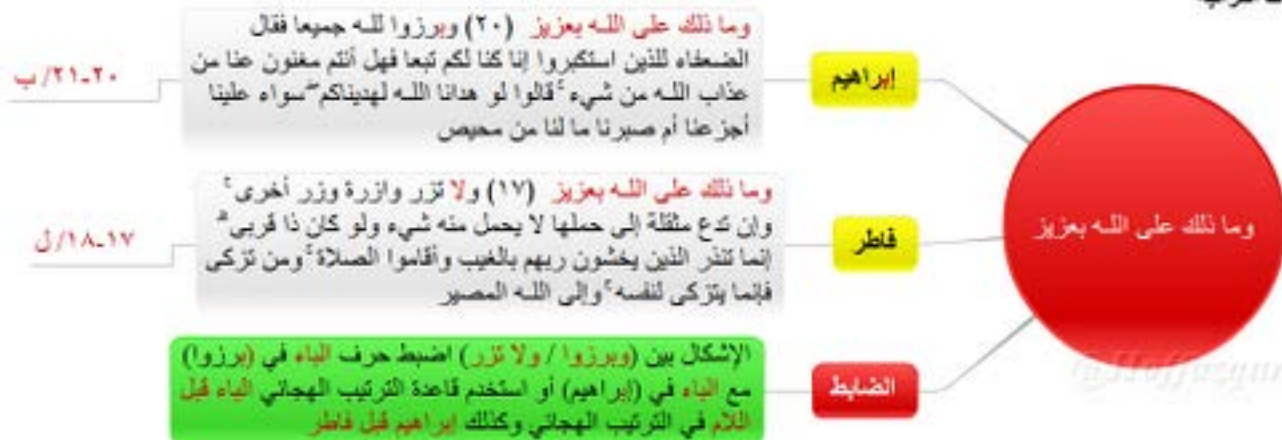 وما ذلك على الله بعزيز
إبراهيم
وما ذلك على الله بعزيز (٢٠) وبرزوا لله جميعا فقال
الضعفاء للذين استكبروا إنا كنا لكم تبعا فهل أنتم مغنون عنا من
عذاب الله من شيء ۚ قالوا لو هدانا الله لهديناكم ۖ سواء علينا
أجزعنا أم صبرنا ما لنا من محيص
٢٠-٢١/ ب
فاطر
وما ذلك على الله بعزيز (١٧) ولا تزر وازرة وزر أخرى ۚ
وإن تدع مثقلة إلى حملها لا يحمل منه شيء ولو كان ذا قربى ۗ
إنما تنذر الذين يخشون ربهم بالغيب وأقاموا الصلاة ۚ ومن تزكى
فإنما يتزكى لنفسه ۚ وإلى الله المصير
١٧-١٨/ ل
الضابط
الإشكال بين (وبرزوا / ولا تزر) اضبط حرف الباء في (برزوا)
مع الباء في (إبراهيم) أو استخدم قاعدة الترتيب الهجائي الباء قبل
اللام في الترتيب الهجائي وكذلك إبراهيم قبل فاطر